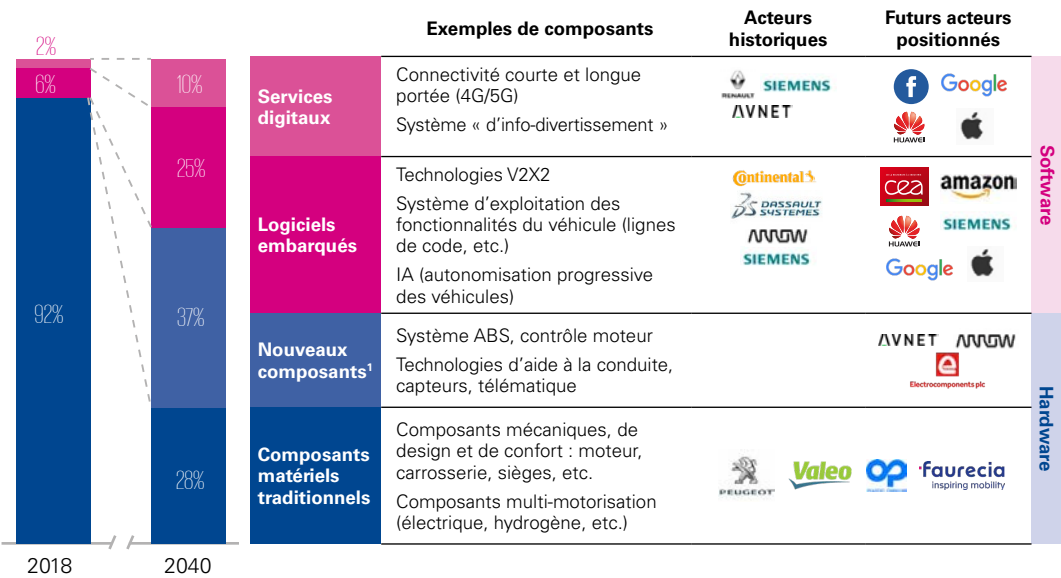 Exemples de composants
Acteurs
historiques
Futurs acteurs
positionnés
2%
6%
92%
2018
10%
25%
37%
28%
2040
Services
digitaux
Connectivité courte et longue
portée (4G/5G)
Système « d’info-divertissement »
RENAULT
SIEMENS
AVNET
f
Google
HUAWEI
Logiciels
embarqués
Technologies V2X2
Système d’exploitation des
fonctionnalités du véhicule (lignes
de code, etc.)
IA (autonomisation progressive
des véhicules)
Continental
DASSAULT
SYSTEMES
ARROW
SIEMENS
cea
amazon
HUAWEI
SIEMENS
Google
Software
Nouveaux
composants¹
Système ABS, contrôle moteur
Technologies d’aide à la conduite,
capteurs, télématique
AVNET
ARROW
e
Electrocomponents plc
Composants
matériels
traditionnels
Composants mécaniques, de
design et de confort : moteur,
carrosserie, sièges, etc.
Composants multi-motorisation
(électrique, hydrogène, etc.)
PEUGEOT
Valeo
faurecia
inspiring mobility
Hardware